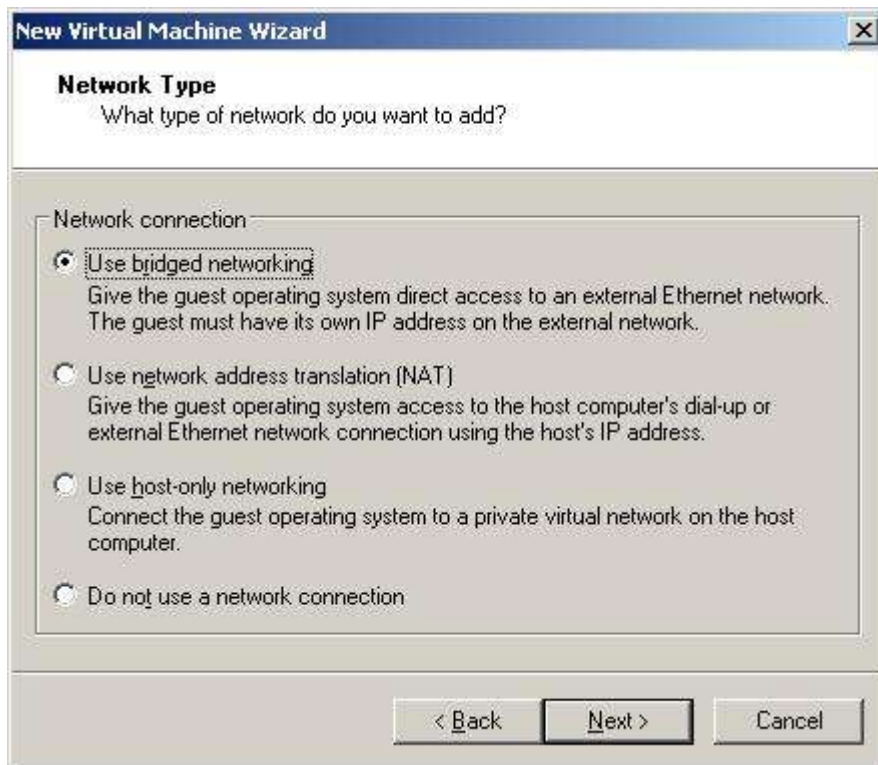 New Virtual Machine Wizard
Network Type
What type of network do you want to add?
Network connection
Use bridged networking
Give the guest operating system direct access to an external Ethernet network.
The guest must have its own IP address on the external network.
Use network address translation (NAT)
Give the guest operating system access to the host computer's dial-up or
external Ethernet network connection using the host's IP address.
Use host-only networking
Connect the guest operating system to a private virtual network on the host
computer.
Do not use a network connection
< Back
Next >
Cancel